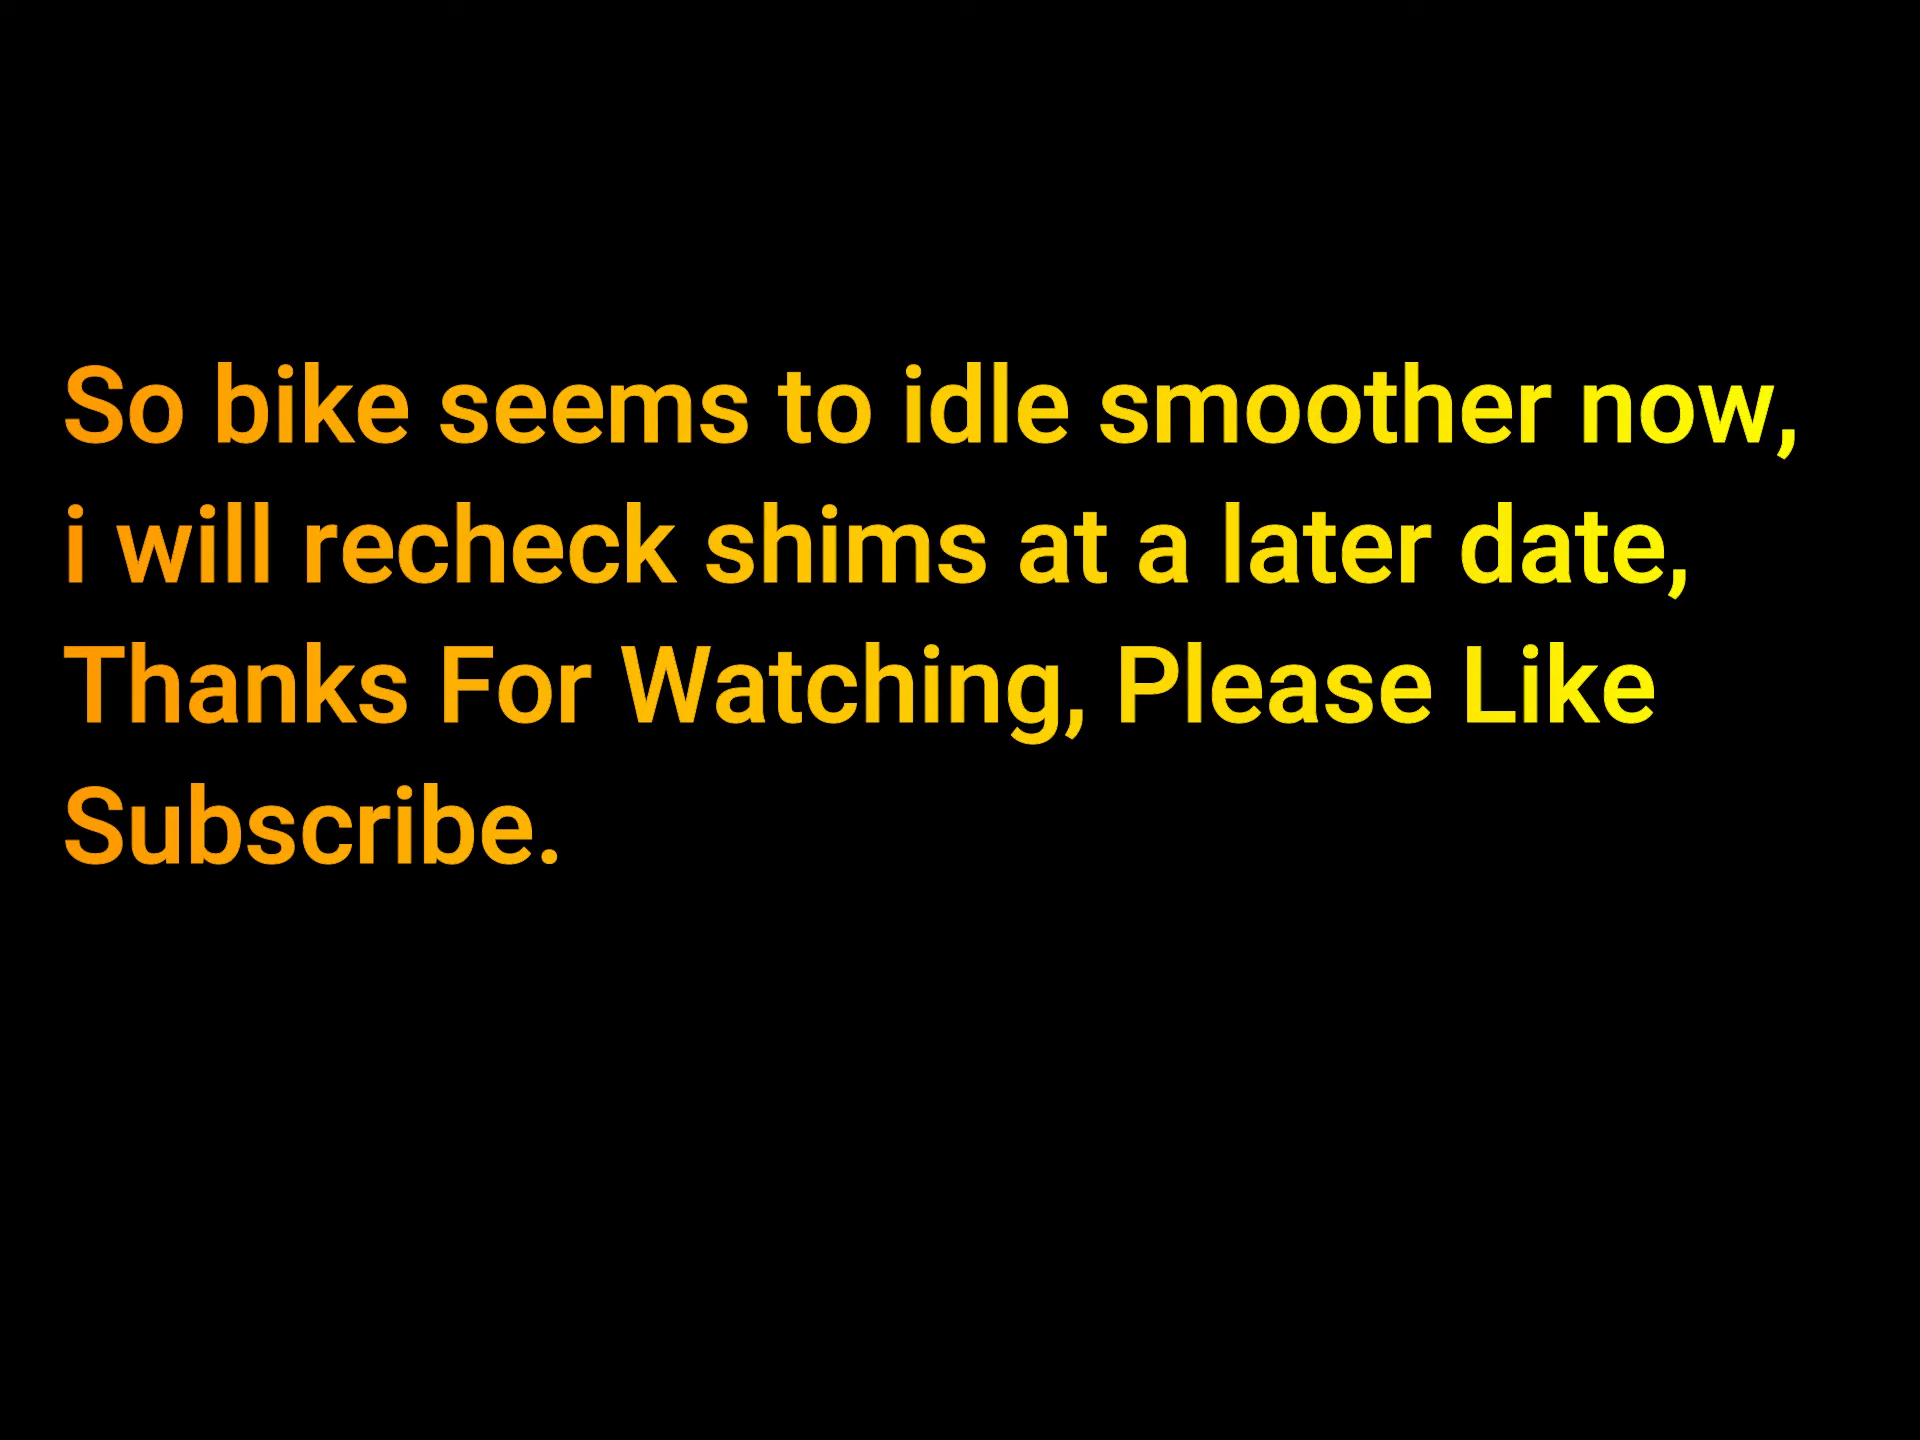 So bike seems to idle smoother now,
i will recheck shims at a later date,
Thanks For Watching, Please Like
Subscribe.